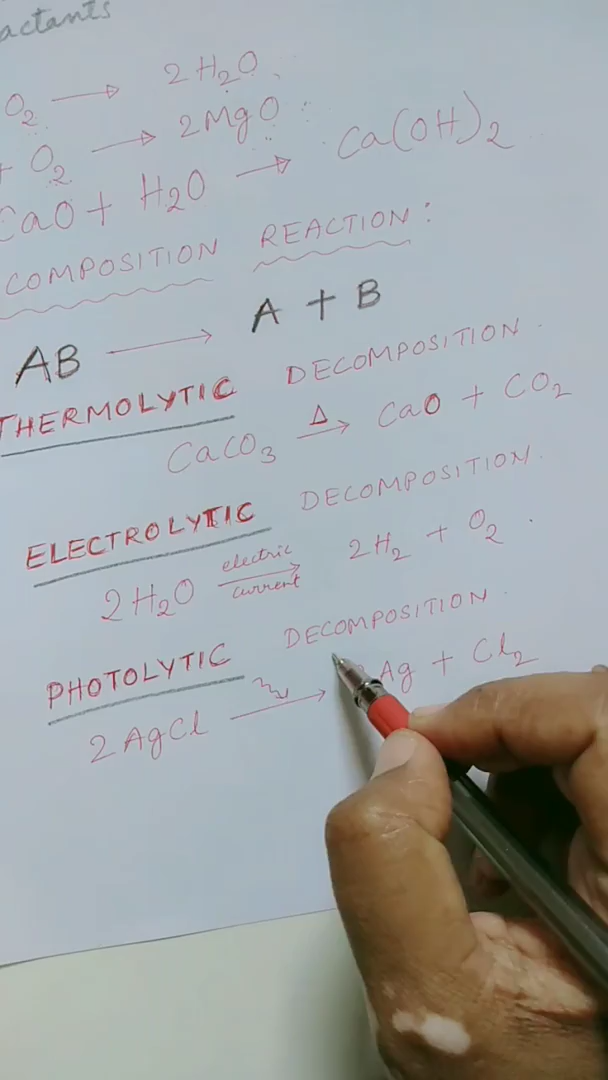 actants
O2 → 2H2O
+ O2 → 2MgO
CaO + H2O → Ca(OH)2
COMPOSITION REACTION:
AB → A + B
THERMOLYTIC DECOMPOSITION.
CaCO3 Δ→ CaO + CO2
ELECTROLYTIC DECOMPOSITION.
2H2O electric current → 2H2 + O2
PHOTOLYTIC DECOMPOSITION.
2AgCl → Ag + Cl2